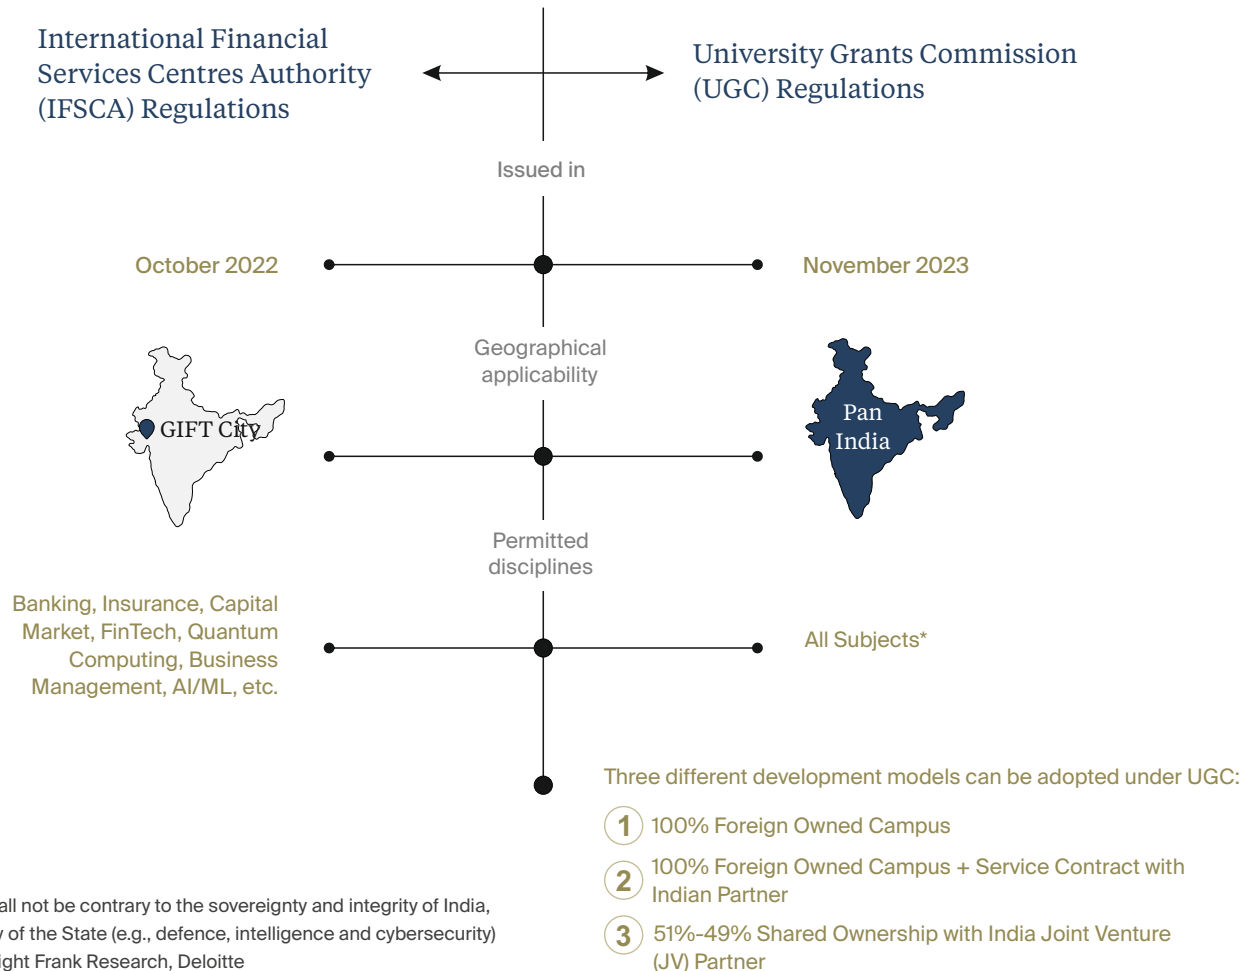 International Financial
Services Centres Authority
(IFSCA) Regulations
University Grants Commission
(UGC) Regulations
Issued in
October 2022
November 2023
Geographical
applicability
GIFT City
Pan
India
Permitted
disciplines
Banking, Insurance, Capital
Market, FinTech, Quantum
Computing, Business
Management, AI/ML, etc.
All Subjects*
Three different development models can be adopted under UGC:
1 100% Foreign Owned Campus
2 100% Foreign Owned Campus + Service Contract with
Indian Partner
3 51%-49% Shared Ownership with India Joint Venture
(JV) Partner
not be contrary to the sovereignty and integrity of India,
of the State (e.g., defence, intelligence and cybersecurity)
Frank Research, Deloitte